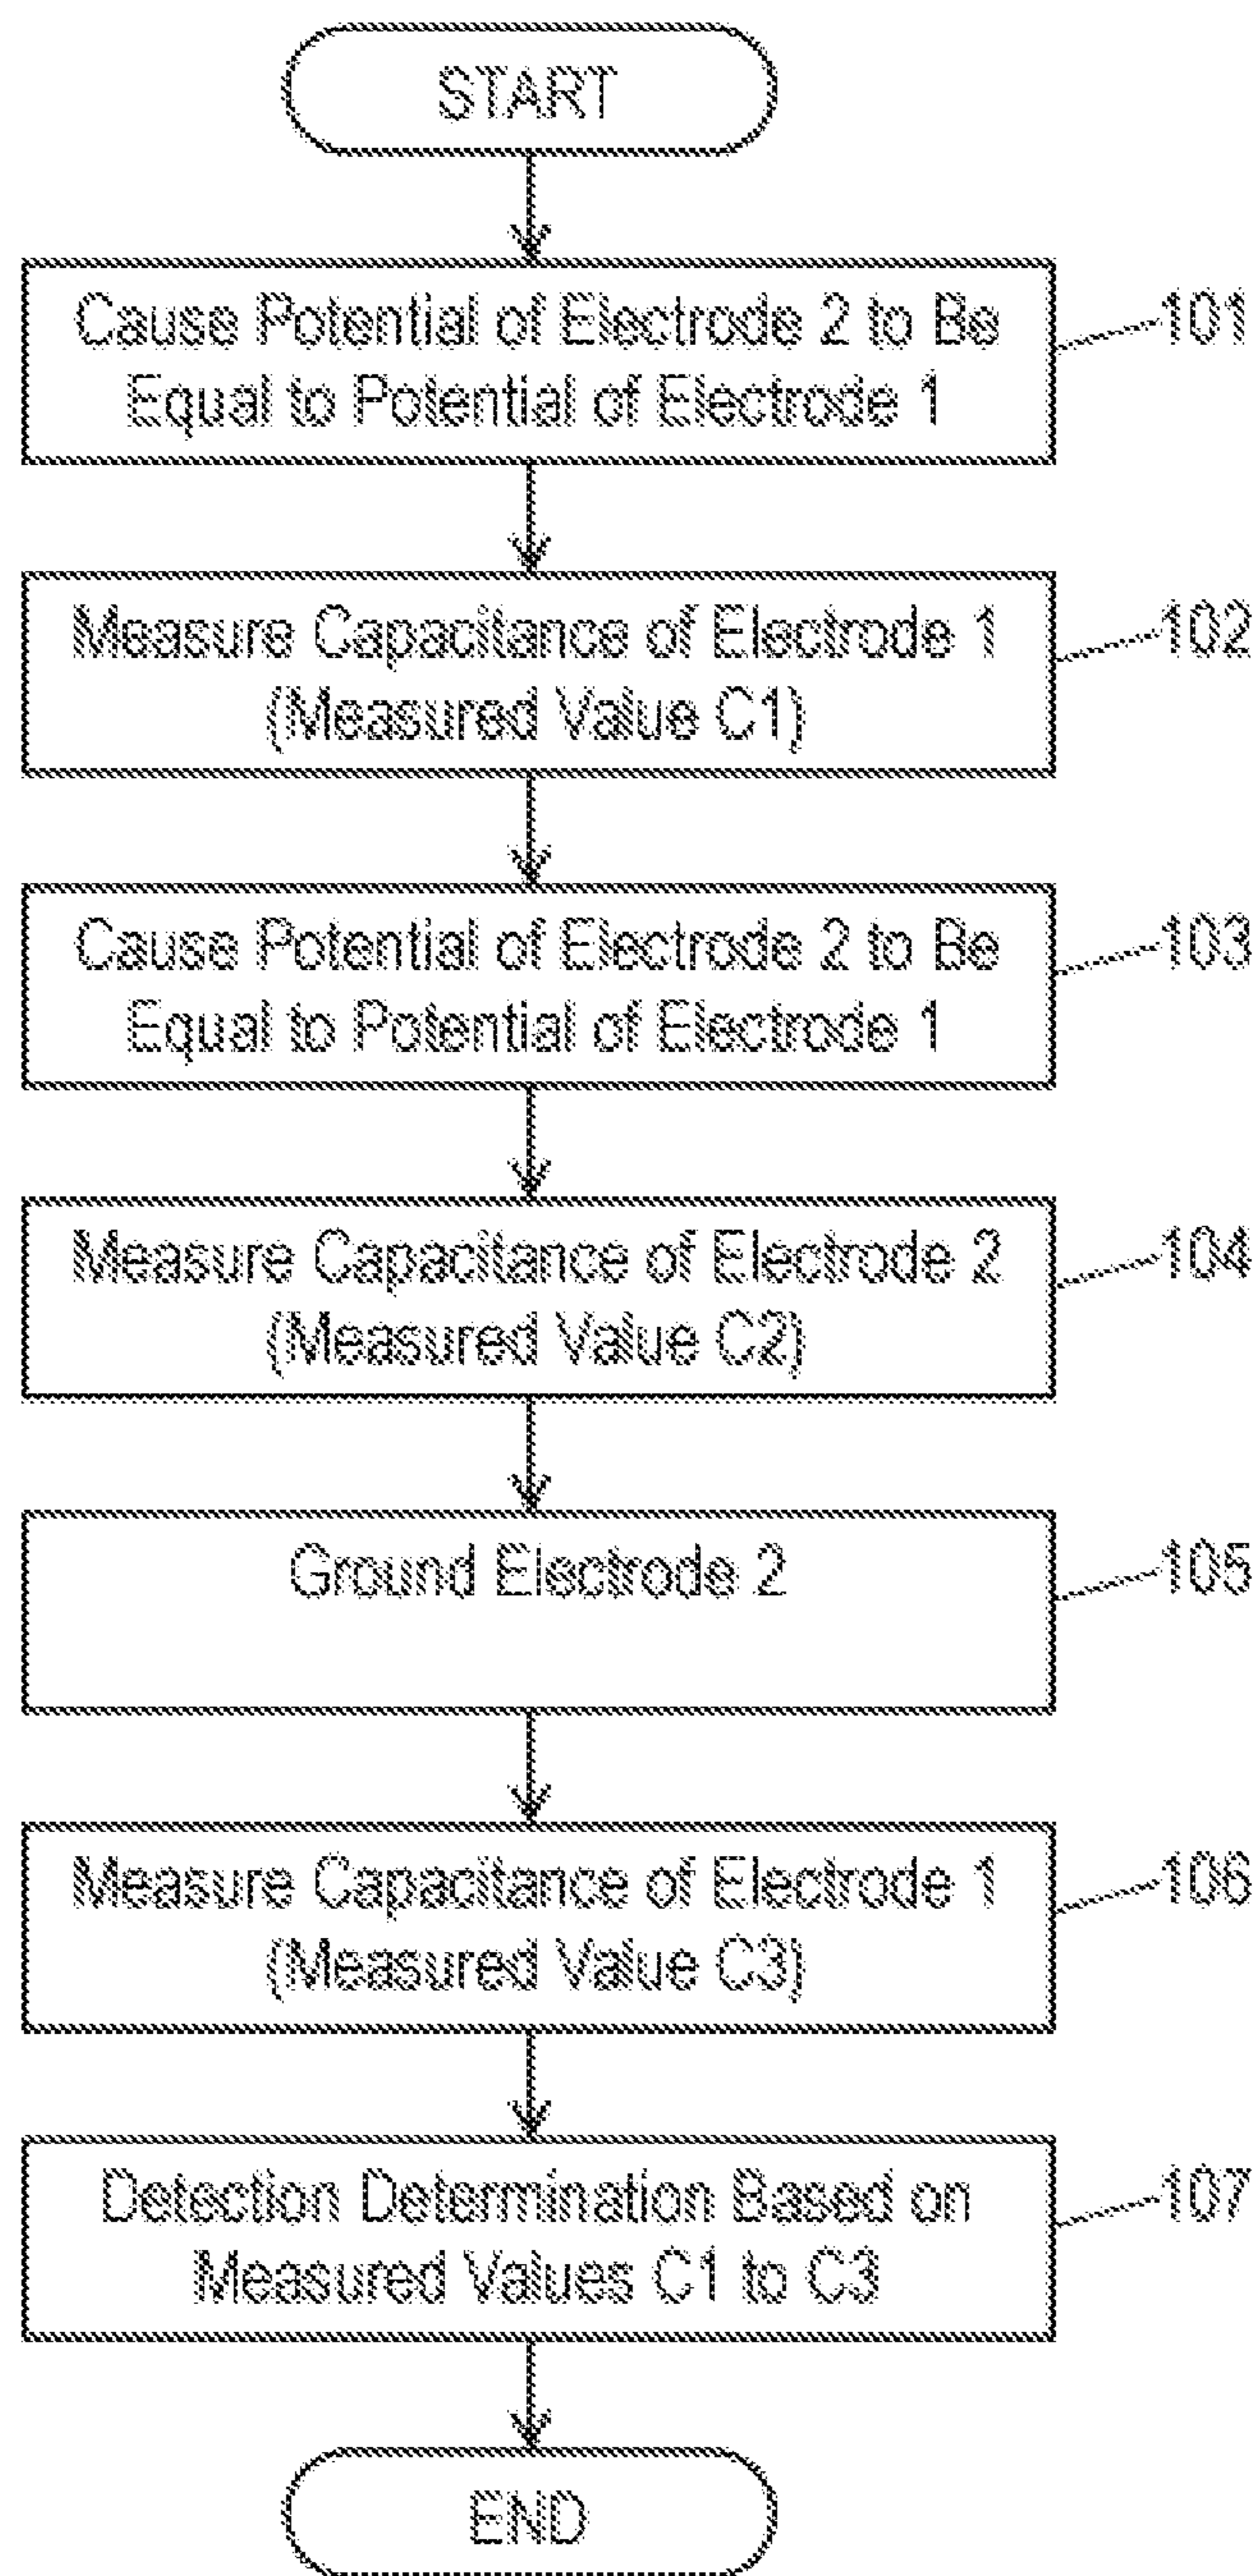 START
Cause Potential of Electrode 2 to Be
Equal to Potential of Electrode 1
101
Measure Capacitance of Electrode 1
(Measured Value C1)
102
Cause Potential of Electrode 2 to Be
Equal to Potential of Electrode 1
103
Measure Capacitance of Electrode 2
(Measured Value C2)
104
Ground Electrode 2
105
Measure Capacitance of Electrode 1
(Measured Value C3)
106
Detection Determination Based on
Measured Values C1 to C3
107
END